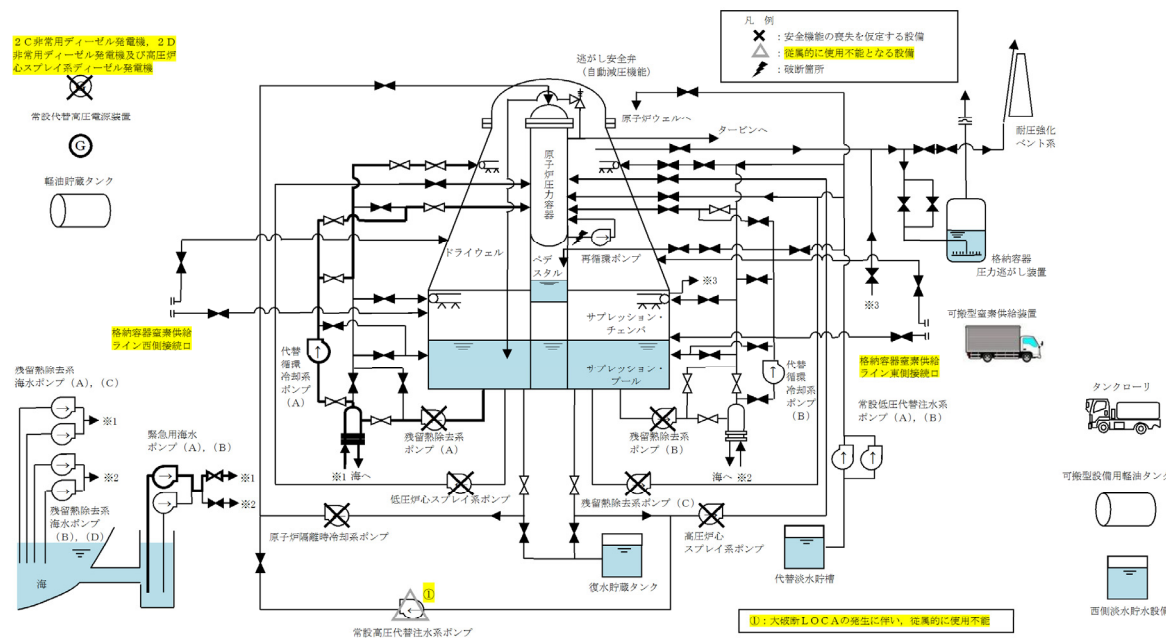 凡 例
：安全機能の喪失を仮定する設備
：従属的に使用不能となる設備
：破断箇所
2C非常用ディーゼル発電機，2D
非常用ディーゼル発電機及び高圧炉
心スプレイ系ディーゼル発電機
G
常設代替高圧電源装置
G
軽油貯蔵タンク
逃がし安全弁
（自動減圧機能）
原子炉ウェルへ
タービンへ
耐圧強化
ベント系
原子炉圧力容器
ドライウェル
ペデ
スタル
再循環ポンプ
※3
※3
格納容器
圧力逃がし装置
サプレッション・
チェンバ
サプレッション・
プール
格納容器窒素供給
ライン西側接続口
代替
循環
冷却系
ポンプ
(A)
代替
循環
冷却系
ポンプ
(B)
格納容器窒素供給
ライン東側接続口
可搬型窒素供給装置
残留熱除去系
海水ポンプ（A），（C）
※1
※2
残留熱除去系
海水ポンプ
（B），（D）
海
緊急用海水
ポンプ（A），（B）
※1
※2
残留熱除去系
ポンプ（A）
※1 海へ
残留熱除去系
ポンプ（B）
海へ ※2
常設低圧代替注水系
ポンプ（A），（B）
タンクローリ
低圧炉心スプレイ系ポンプ
残留熱除去系ポンプ（C）
可搬型設備用軽油タンク
原子炉隔離時冷却系ポンプ
高圧炉心
スプレイ系ポンプ
復水貯蔵タンク
代替淡水貯槽
西側淡水貯水設備
①
常設高圧代替注水系ポンプ
①：大破断LOCAの発生に伴い，従属的に使用不能